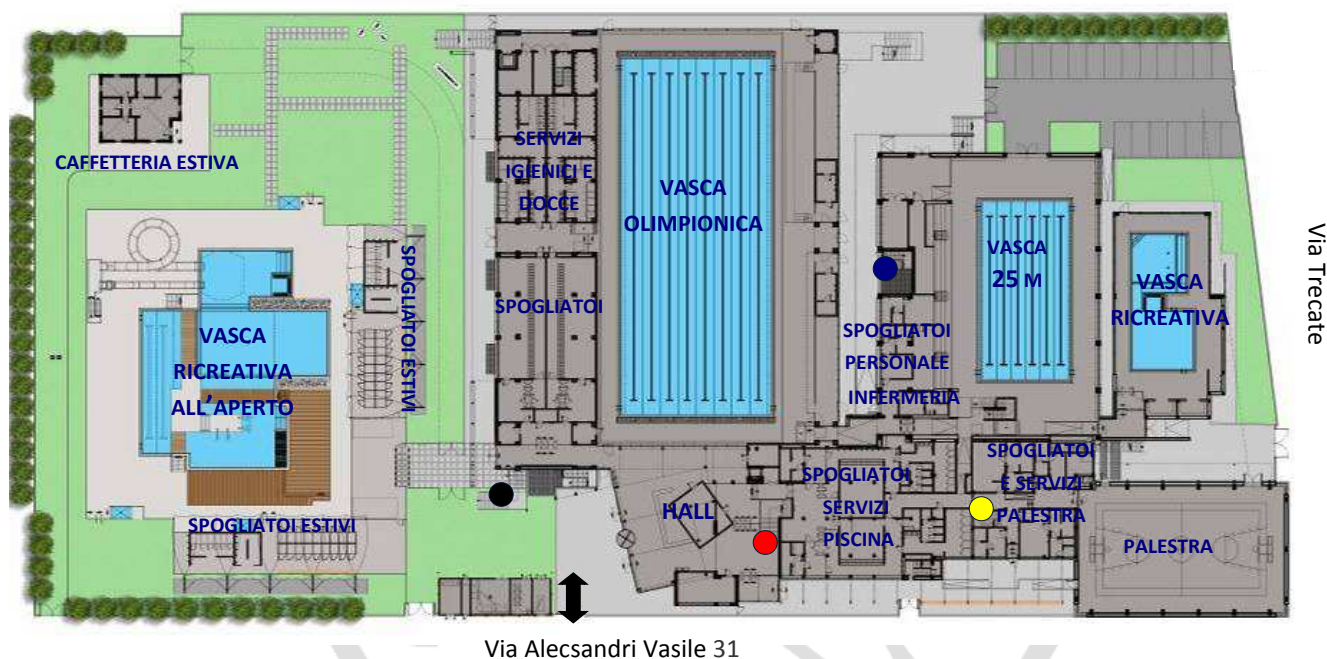 CAFFETTERIA ESTIVA
SERVIZI
IGIENICI E
DOCCE
VASCA
OLIMPIONICA
VASCA
25 M
VASCA
RICREATIVA
Via Trecate
SPOGLIATOI ESTIVI
SPOGLIATOI
VASCA
RICREATIVA
ALL'APERTO
SPOGLIATOI
PERSONALE
INFERMERIA
SPOGLIATOI
SERVIZI
PISCINA
SPOGLIATOI
E SERVIZI
PALESTRA
HALL
SPOGLIATOI ESTIVI
PALESTRA
Via Alecsandri Vasile 31